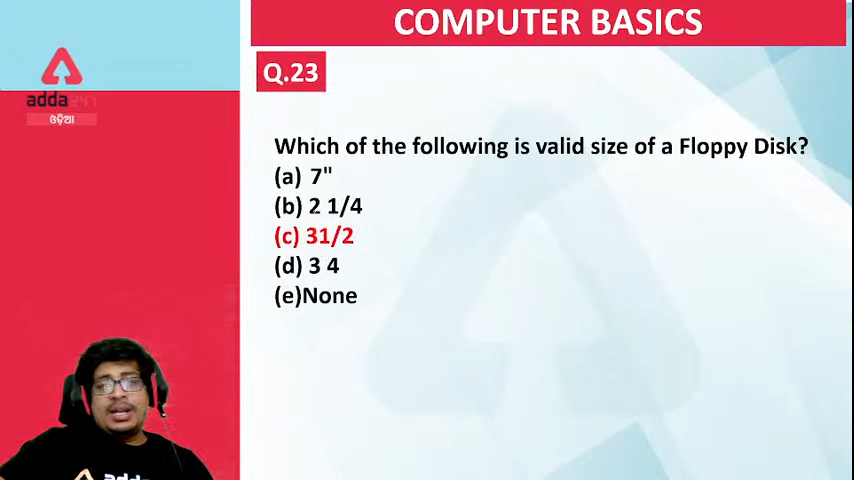 COMPUTER BASICS
Q.23
adda247
ଓଡ଼ିଆ
Which of the following is valid size of a Floppy Disk?
(a) 7"
(b) 2 1/4
(c) 31/2
(d) 3 4
(e)None
adda